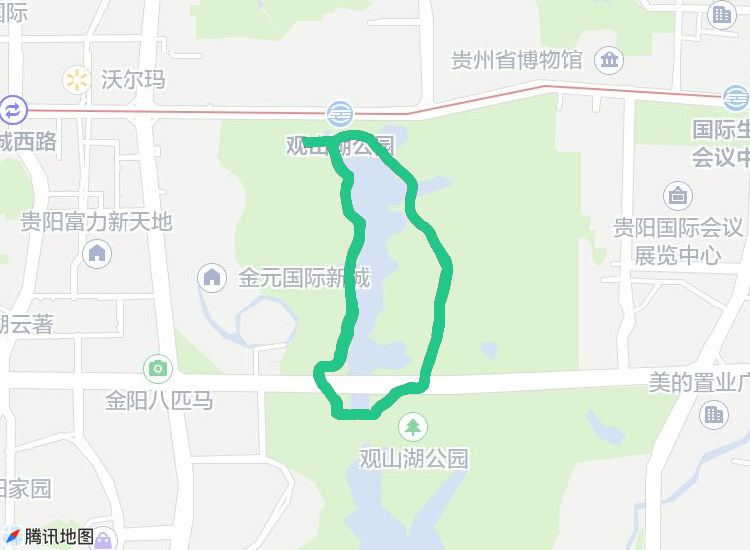 国际
贵州省博物馆
沃尔玛
城西路
观山湖公园
国际生
会议中
贵阳富力新天地
贵阳国际会议
展览中心
金元国际新城
湖云著
美的置业广
金阳八匹马
观山湖公园
阳家园
腾讯地图